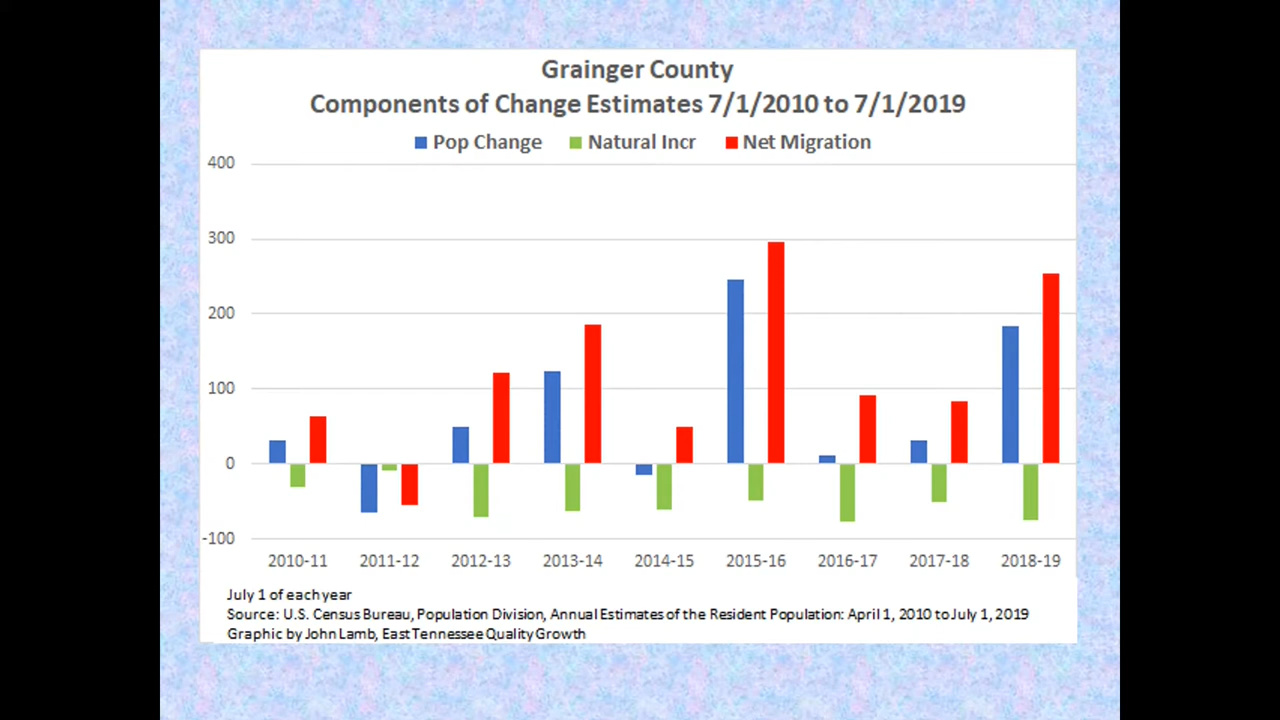 Grainger County
Components of Change Estimates 7/1/2010 to 7/1/2019
Pop Change Natural Incr Net Migration
400
300
200
100
0
-100
2010-11 2011-12 2012-13 2013-14 2014-15 2015-16 2016-17 2017-18 2018-19
July 1 of each year
Source: U.S. Census Bureau, Population Division, Annual Estimates of the Resident Population: April 1, 2010 to July 1, 2019
Graphic by John Lamb, East Tennessee Quality Growth